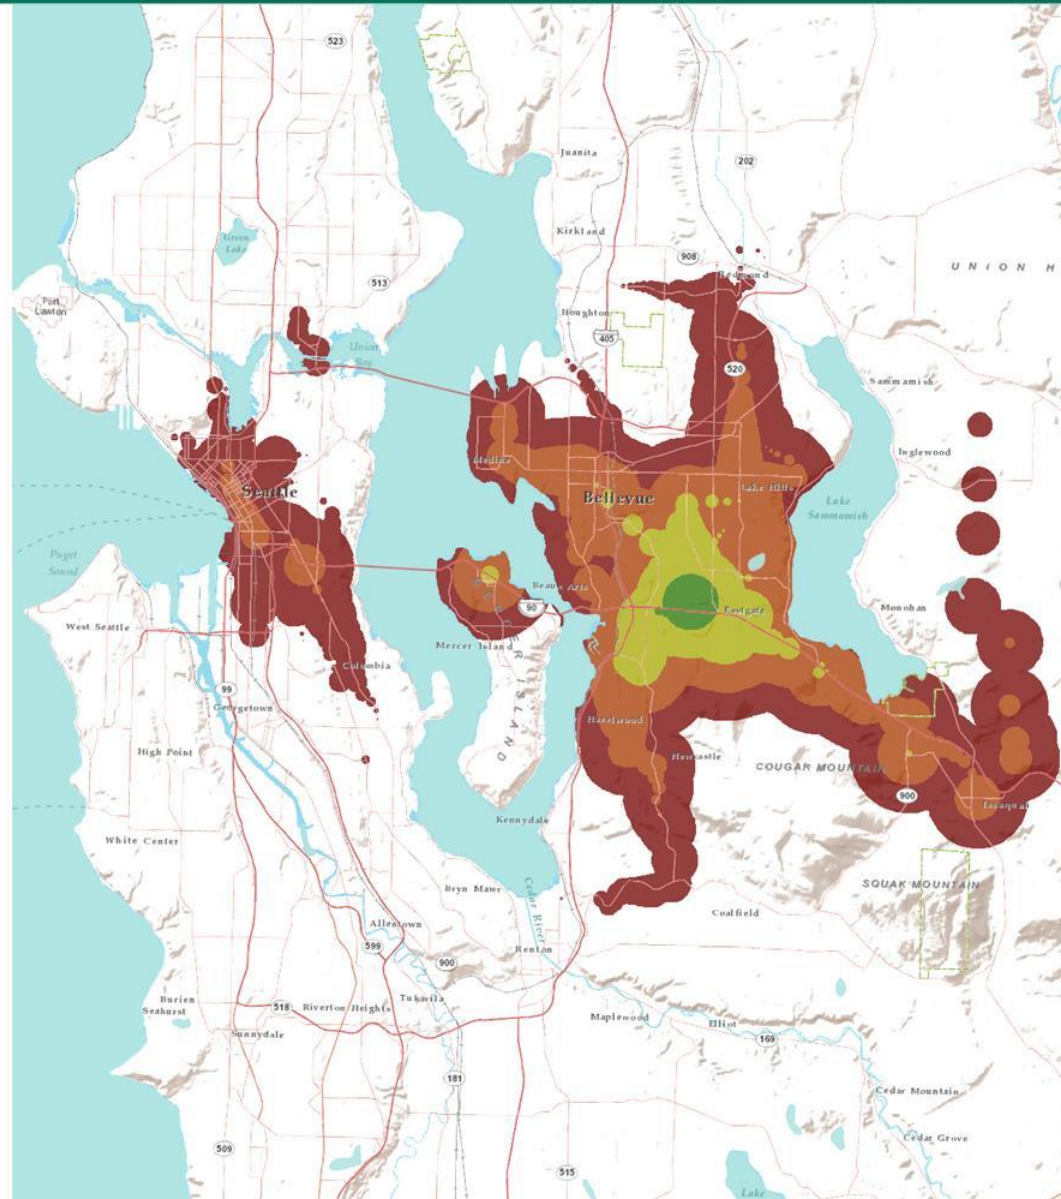 523
Juanita
202
Green
Lake
Kirkland
908
Redmond
UNION H
513
Fort
Lawton
Houghton
405
Union
Bay
520
Sammamish
Medina
Inglewood
Seattle
Bellevue
Lake Hills
Lake
Sammamish
Puget
Sound
Beaux Arts
90
Eastgate
Monohan
West Seattle
Mercer Island
MERCER ISLAND
Columbia
99
Georgetown
Hazelwood
High Point
Newcastle
COUGAR MOUNTAIN
900
Issaquah
Kennydale
White Center
Bryn Mawr
Cedar River
SQUAK MOUNTAIN
Coalfield
Allentown
599
900
Renton
Burien
Seahurst
518
Riverton Heights
Tukwila
Maplewood
Elliot
Sunnydale
169
181
Cedar Mountain
Cedar Grove
509
515
Lake